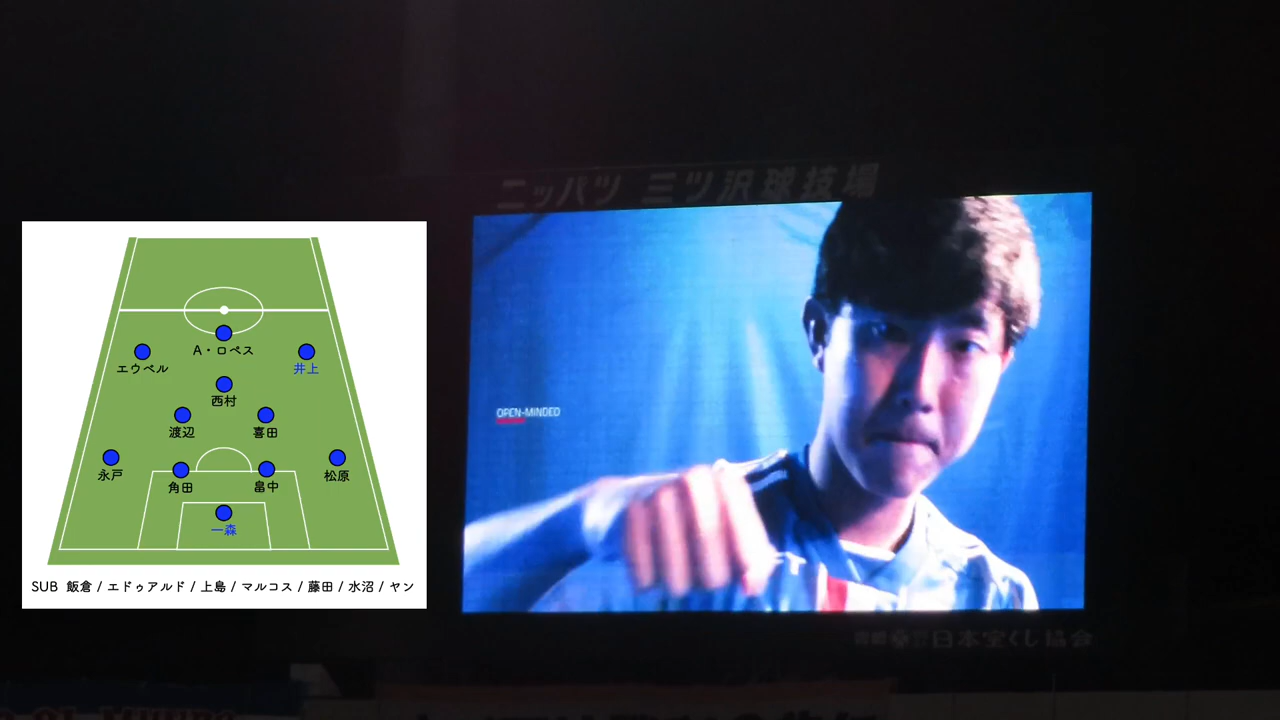 ニッパツ 三ツ沢球技場
A・ロペス
エウベル
井上
西村
渡辺
喜田
永戸
角田
畠中
松原
一森
SUB 飯倉 / エドゥアルド / 上島 / マルコス / 藤田 / 水沼 / ヤン
OPEN-MINDED
日本宝くじ協会